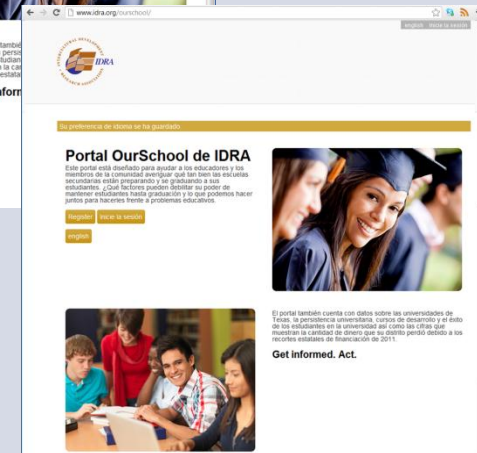 www.idra.org/ourschool/
english Inicie la sesión
INTERCULTURAL DEVELOPMENT RESEARCH ASSOCIATION
IDRA
Su preferencia de idioma se ha guardado
Portal OurSchool de IDRA
Este portal está diseñado para ayudar a los educadores y los
miembros de la comunidad averiguar qué tan bien las escuelas
secundarias están preparando y se graduando a sus
estudiantes. ¿Qué factores pueden debilitar su poder de
mantener estudiantes hasta graduación y lo que podemos hacer
juntos para hacerles frente a problemas educativos.
Register Inicie la sesión
english
El portal también cuenta con datos sobre las universidades de
Texas, la persistencia universitaria, cursos de desarrollo y el éxito
de los estudiantes en la universidad así como las cifras que
muestran la cantidad de dinero que su distrito perdió debido a los
recortes estatales de financiación de 2011.
Get informed. Act.